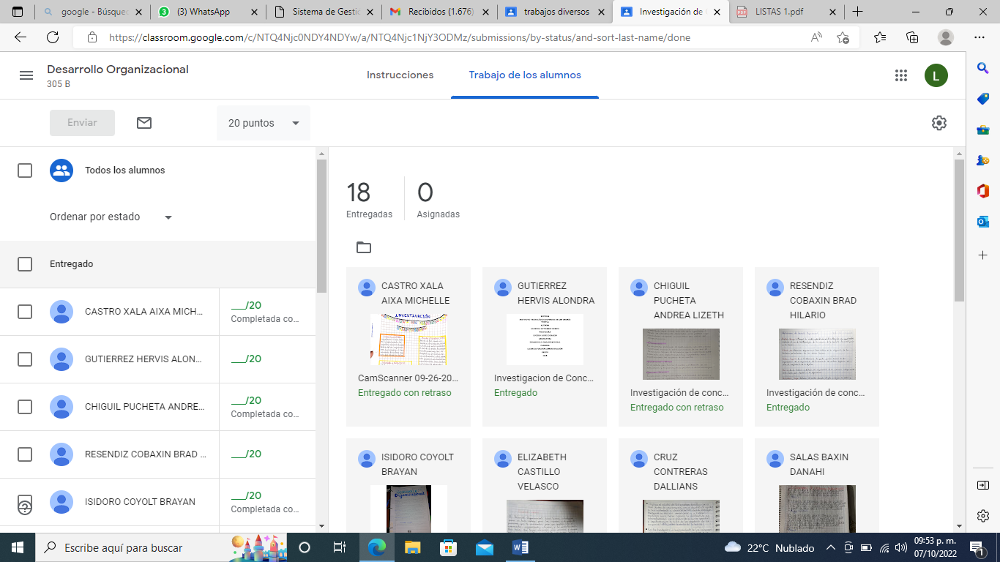 google - Búsqued
(3) WhatsApp
Sistema de Gesti
Recibidos (1.676)
trabajos diversos
Investigación de
LISTAS 1.pdf
https://classroom.google.com/c/NTQ4Njc0NDY4NDYw/a/NTQ4Njc1NjY3ODMz/submissions/by-status/and-sort-last-name/done
Desarrollo Organizacional
305 B
Instrucciones
Trabajo de los alumnos
L
Enviar
20 puntos
Todos los alumnos
Ordenar por estado
Entregado
CASTRO XALA AIXA MICH...
___/20
Completada co...
GUTIERREZ HERVIS ALON...
___/20
CHIGUIL PUCHETA ANDRE...
___/20
Completada co...
RESENDIZ COBAXIN BRAD ...
___/20
ISIDORO COYOLT BRAYAN
___/20
Completada co...
18
Entregadas
0
Asignadas
CASTRO XALA
AIXA MICHELLE
INVESTIGACIÓN
CamScanner 09-26-20...
Entregado con retraso
GUTIERREZ
HERVIS ALONDRA
Investigacion de Conc...
Entregado
CHIGUIL
PUCHETA
ANDREA LIZETH
Investigación de conc...
Entregado con retraso
RESENDIZ
COBAXIN BRAD
HILARIO
Investigación de conc...
Entregado
ISIDORO COYOLT
BRAYAN
ELIZABETH
CASTILLO
VELASCO
CRUZ
CONTRERAS
DALLIANS
SALAS BAXIN
DANAHI
Escribe aquí para buscar
22°C Nublado
09:53 p. m.
07/10/2022
1